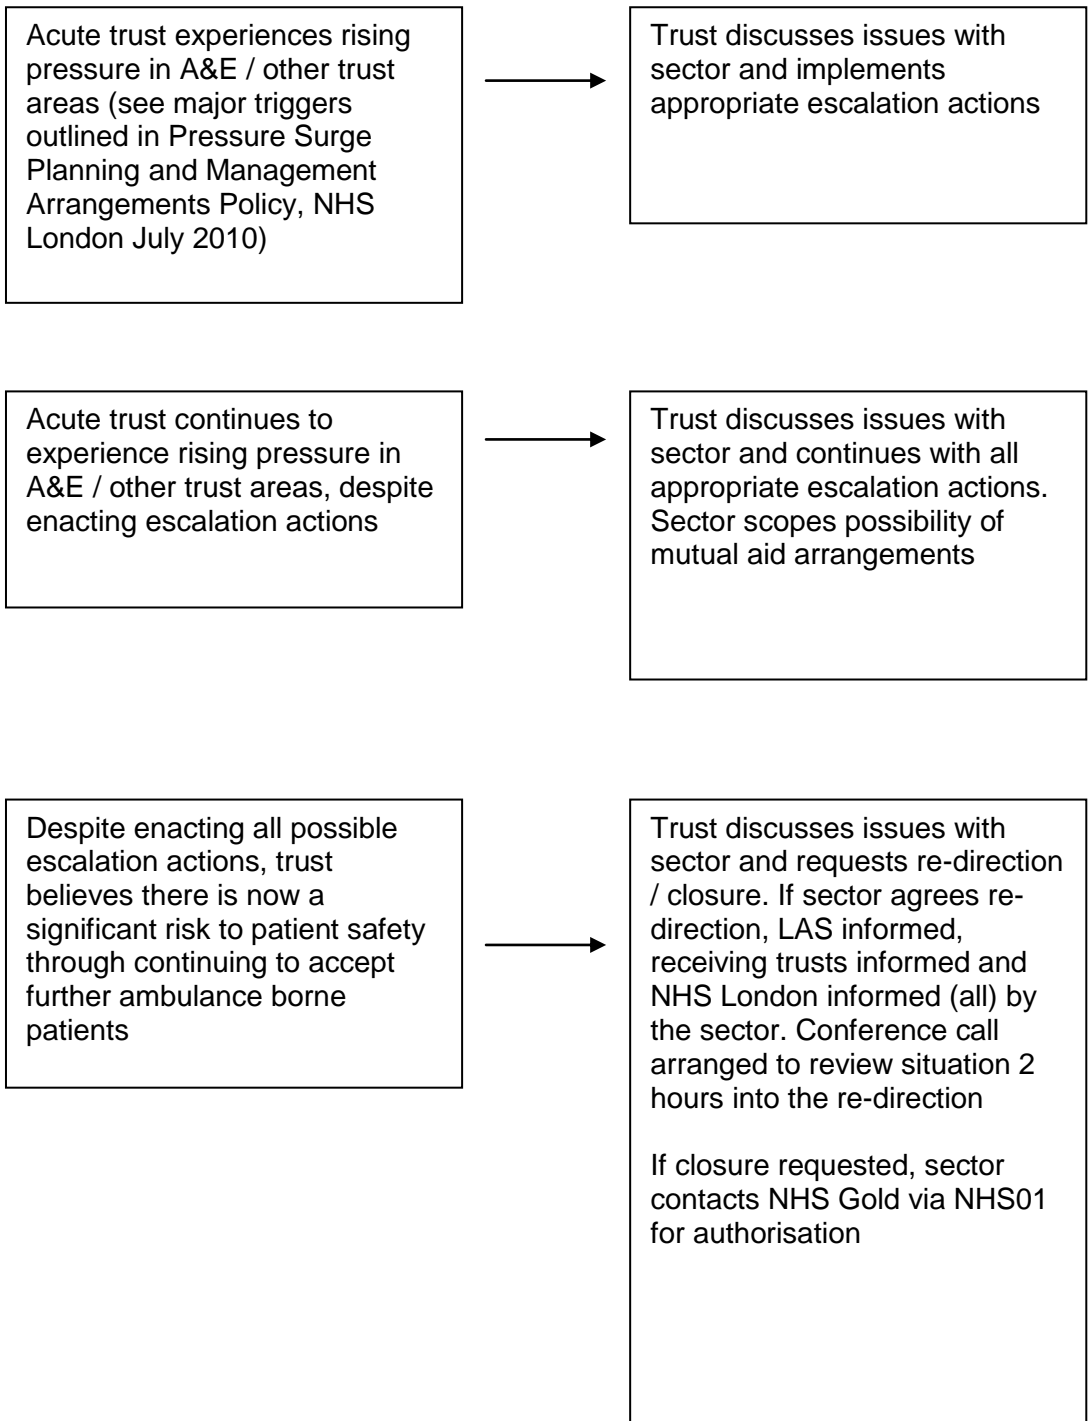 Acute trust experiences rising
pressure in A&E / other trust
areas (see major triggers
outlined in Pressure Surge
Planning and Management
Arrangements Policy, NHS
London July 2010)
Trust discusses issues with
sector and implements
appropriate escalation actions
Acute trust continues to
experience rising pressure in
A&E / other trust areas, despite
enacting escalation actions
Trust discusses issues with
sector and continues with all
appropriate escalation actions.
Sector scopes possibility of
mutual aid arrangements
Despite enacting all possible
escalation actions, trust
believes there is now a
significant risk to patient safety
through continuing to accept
further ambulance borne
patients
Trust discusses issues with
sector and requests re-direction
/ closure. If sector agrees re-
direction, LAS informed,
receiving trusts informed and
NHS London informed (all) by
the sector. Conference call
arranged to review situation 2
hours into the re-direction
If closure requested, sector
contacts NHS Gold via NHS01
for authorisation